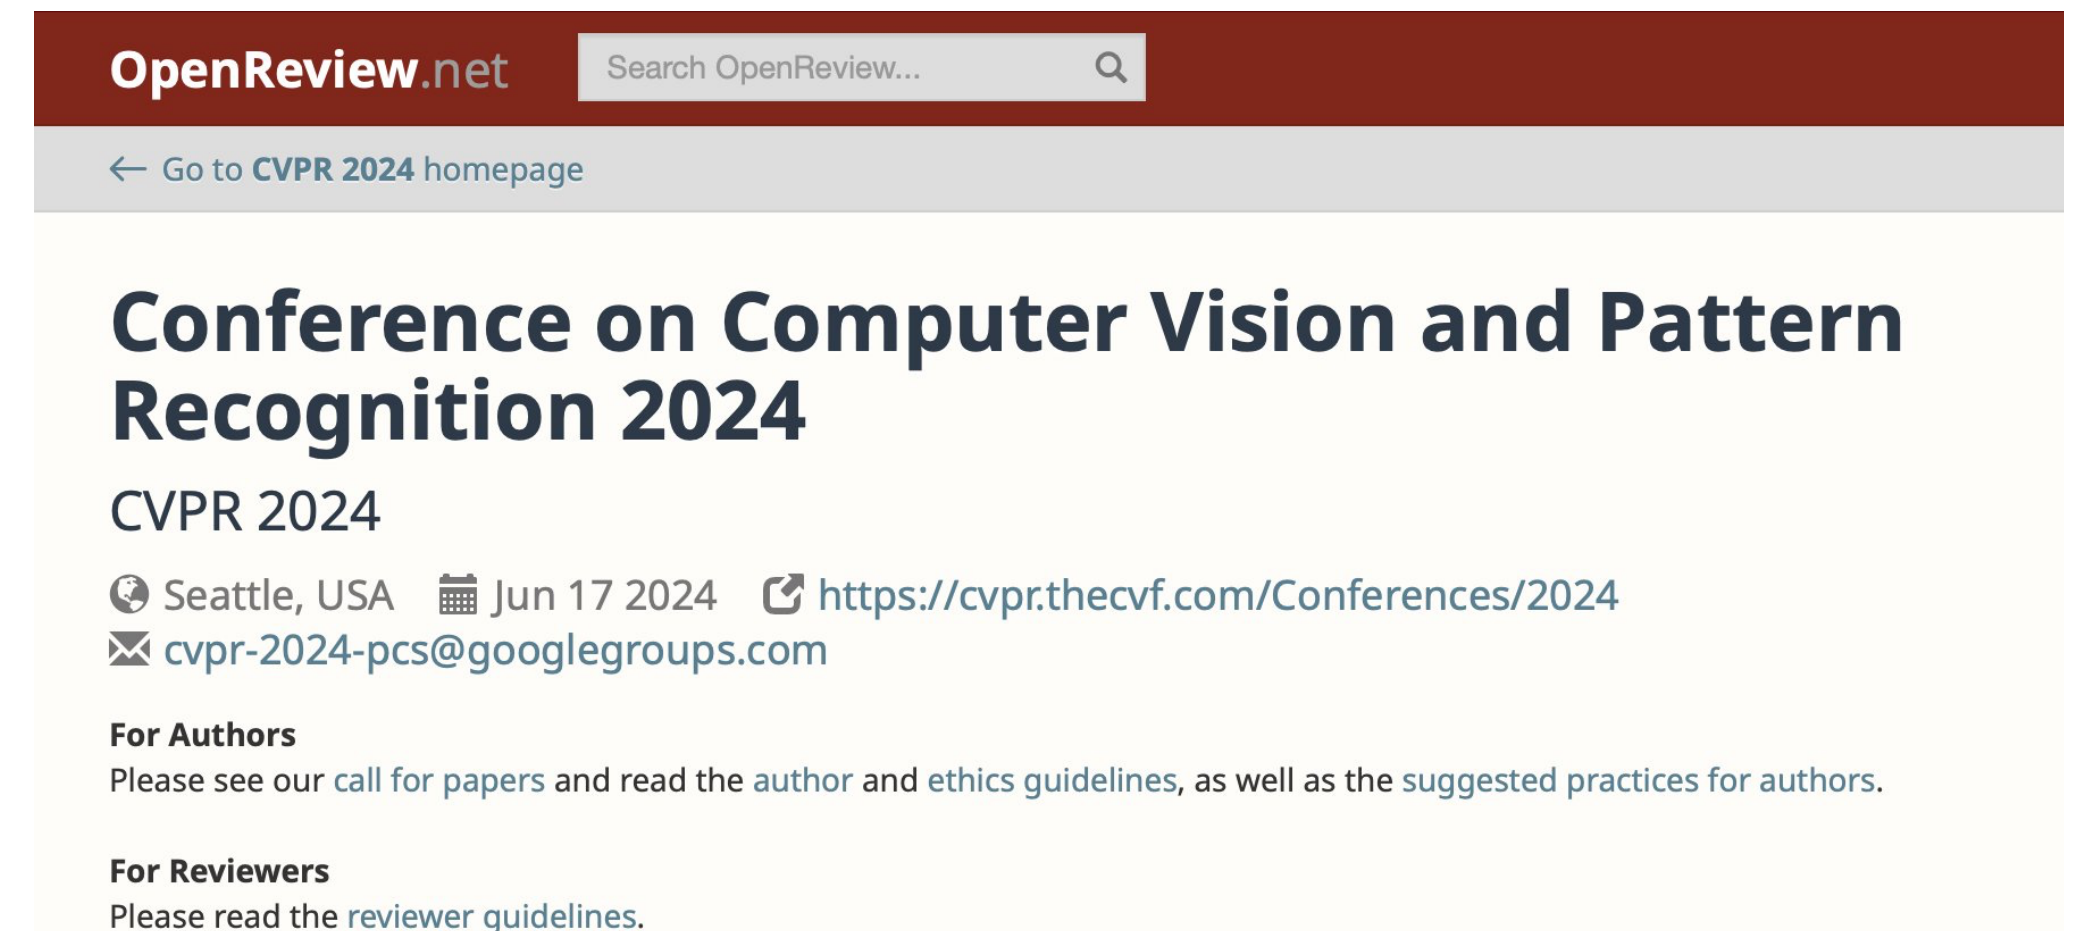 OpenReview.net Search OpenReview...
← Go to CVPR 2024 homepage
Conference on Computer Vision and Pattern
Recognition 2024
CVPR 2024
Seattle, USA Jun 17 2024 https://cvpr.thecvf.com/Conferences/2024
cvpr-2024-pcs@googlegroups.com
For Authors
Please see our call for papers and read the author and ethics guidelines, as well as the suggested practices for authors.
For Reviewers
Please read the reviewer guidelines.